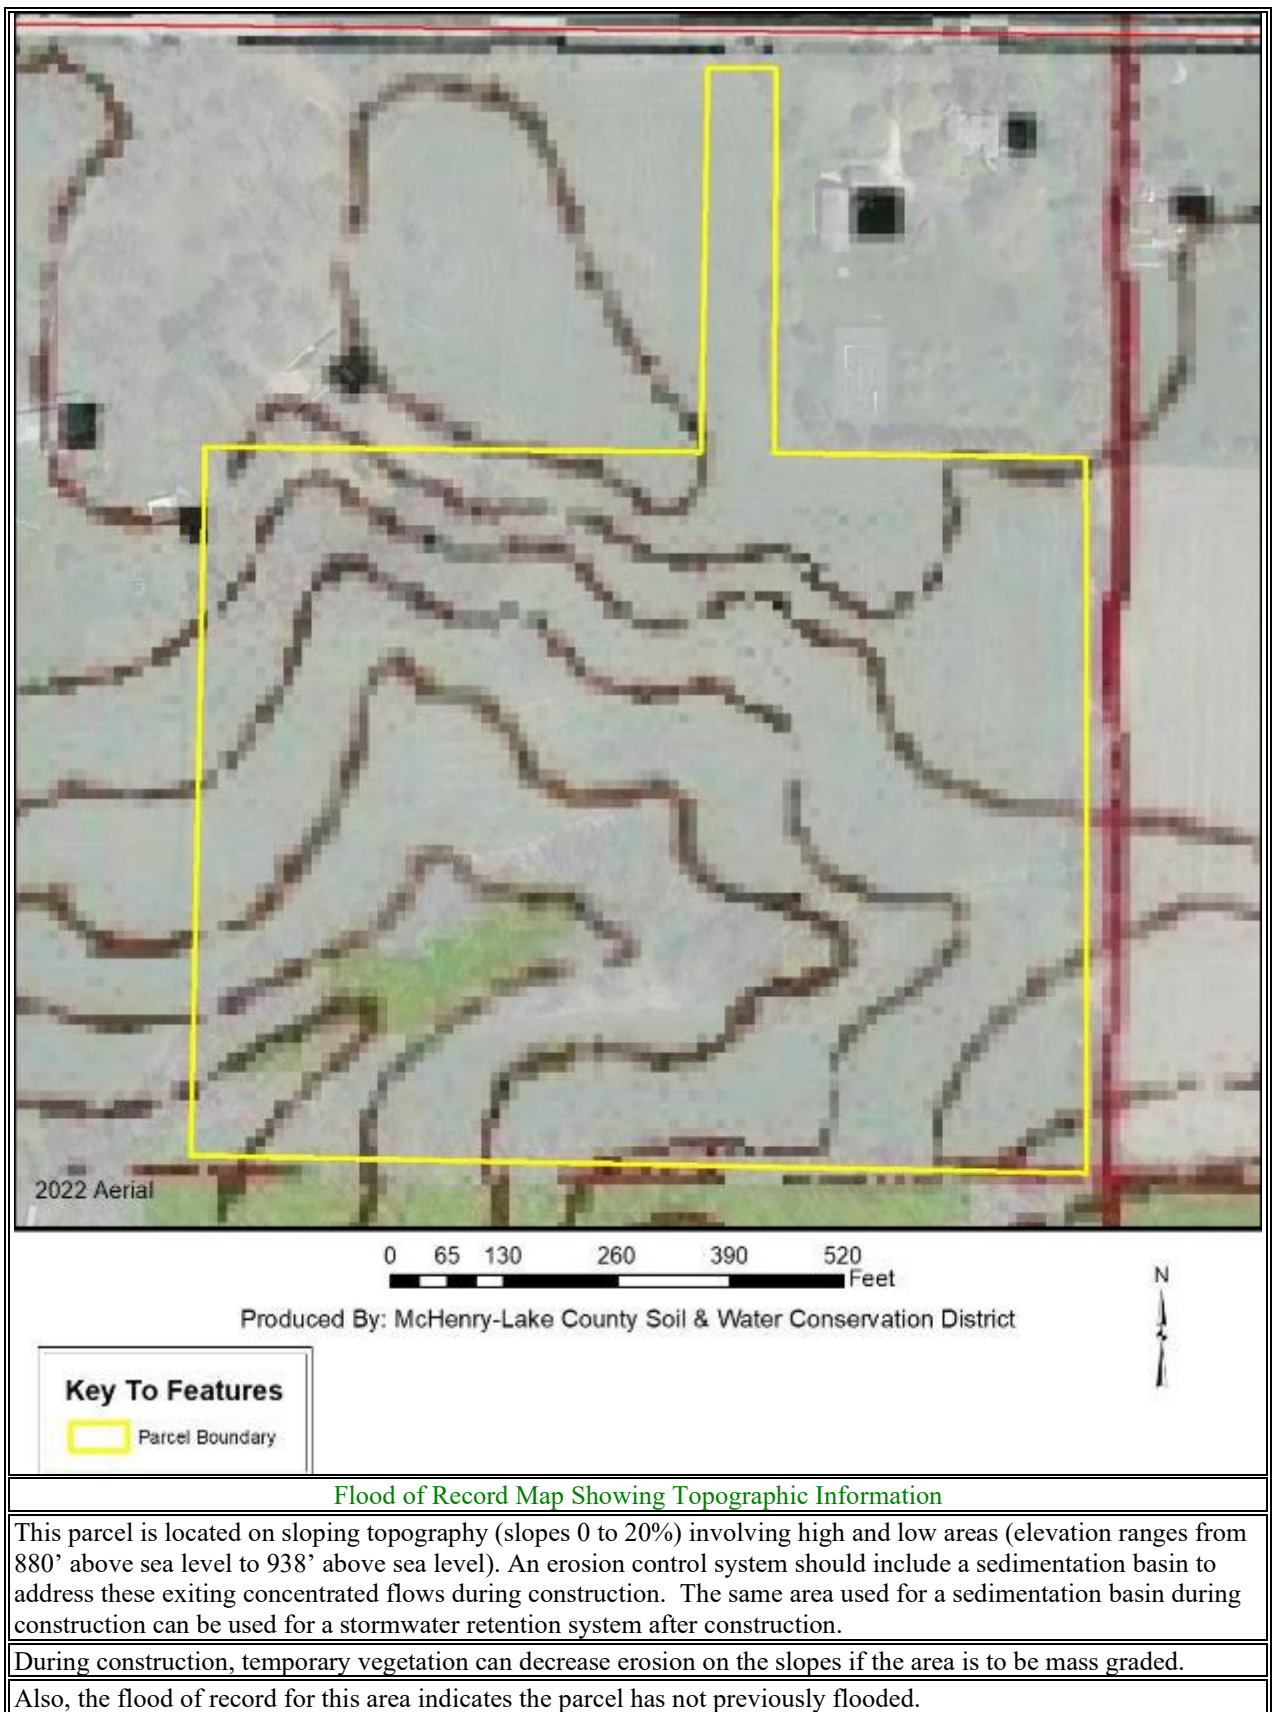 2022 Aerial
0 65 130 260 390 520
Feet
N
Produced By: McHenry-Lake County Soil & Water Conservation District
Key To Features
Parcel Boundary
Flood of Record Map Showing Topographic Information
This parcel is located on sloping topography (slopes 0 to 20%) involving high and low areas (elevation ranges from
880’ above sea level to 938’ above sea level). An erosion control system should include a sedimentation basin to
address these exiting concentrated flows during construction.  The same area used for a sedimentation basin during
construction can be used for a stormwater retention system after construction.
During construction, temporary vegetation can decrease erosion on the slopes if the area is to be mass graded.
Also, the flood of record for this area indicates the parcel has not previously flooded.